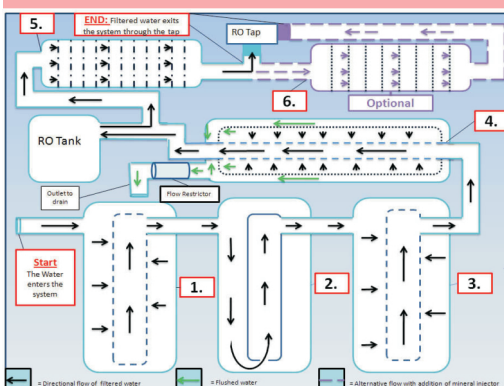 5.
END: Filtered water exits
the system through the tap
RO Tap
6.
Optional
4.
RO Tank
Outlet to
drain
Flow Restrictor
Start
The Water
enters the
system
1.
2.
3.
= Directional flow of filtered water
= Flushed water
= Alternative flow with addition of mineral injector